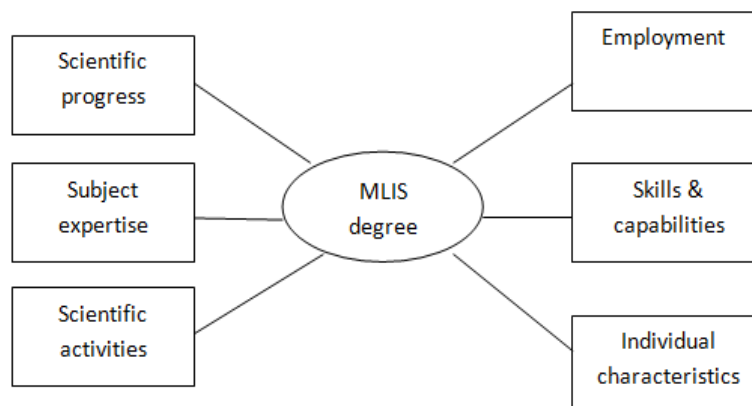 Scientific
progress
Subject
expertise
Scientific
activities
MLIS
degree
Employment
Skills &
capabilities
Individual
characteristics